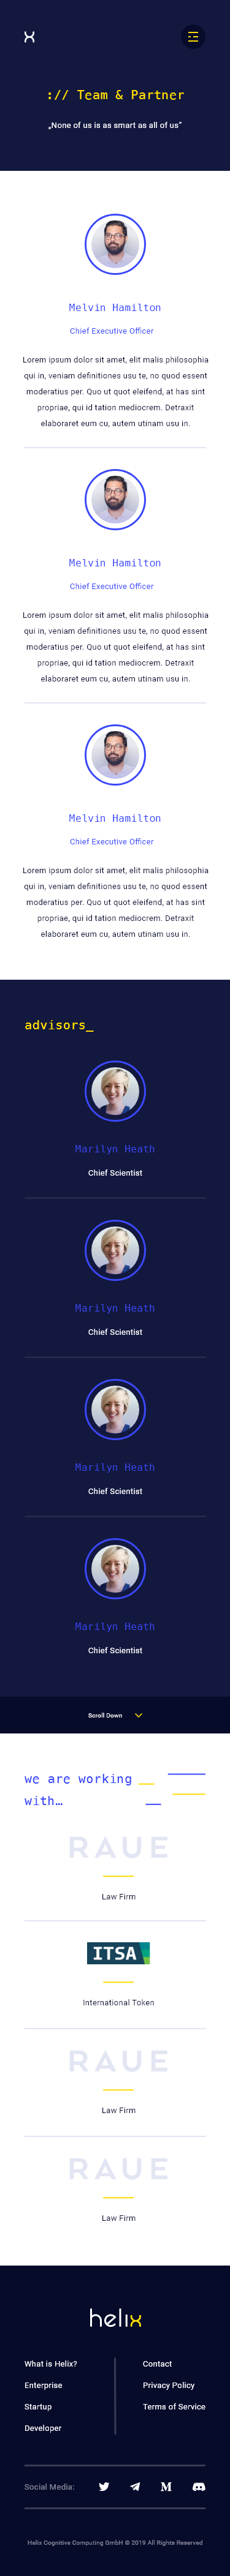 :// Team & Partner
„None of us is as smart as all of us“
Melvin Hamilton
Chief Executive Officer
Lorem ipsum dolor sit amet, elit malis philosophia
qui in, veniam definitiones usu te, no quod essent
moderatius per. Quo ut quot eleifend, at has sint
propriae, qui id tation mediocrem. Detraxit
elaboraret eum cu, autem utinam usu in.
Melvin Hamilton
Chief Executive Officer
Lorem ipsum dolor sit amet, elit malis philosophia
qui in, veniam definitiones usu te, no quod essent
moderatius per. Quo ut quot eleifend, at has sint
propriae, qui id tation mediocrem. Detraxit
elaboraret eum cu, autem utinam usu in.
Melvin Hamilton
Chief Executive Officer
Lorem ipsum dolor sit amet, elit malis philosophia
qui in, veniam definitiones usu te, no quod essent
moderatius per. Quo ut quot eleifend, at has sint
propriae, qui id tation mediocrem. Detraxit
elaboraret eum cu, autem utinam usu in.
advisors_
Marilyn Heath
Chief Scientist
Marilyn Heath
Chief Scientist
Marilyn Heath
Chief Scientist
Marilyn Heath
Chief Scientist
Scroll Down
we are working
with…
RAUE
Law Firm
ITSA
International Token
RAUE
Law Firm
RAUE
Law Firm
helix
What is Helix?
Enterprise
Startup
Developer
Contact
Privacy Policy
Terms of Service
Social Media:
Helix Cognitive Computing GmbH © 2019 All Rights Reserved